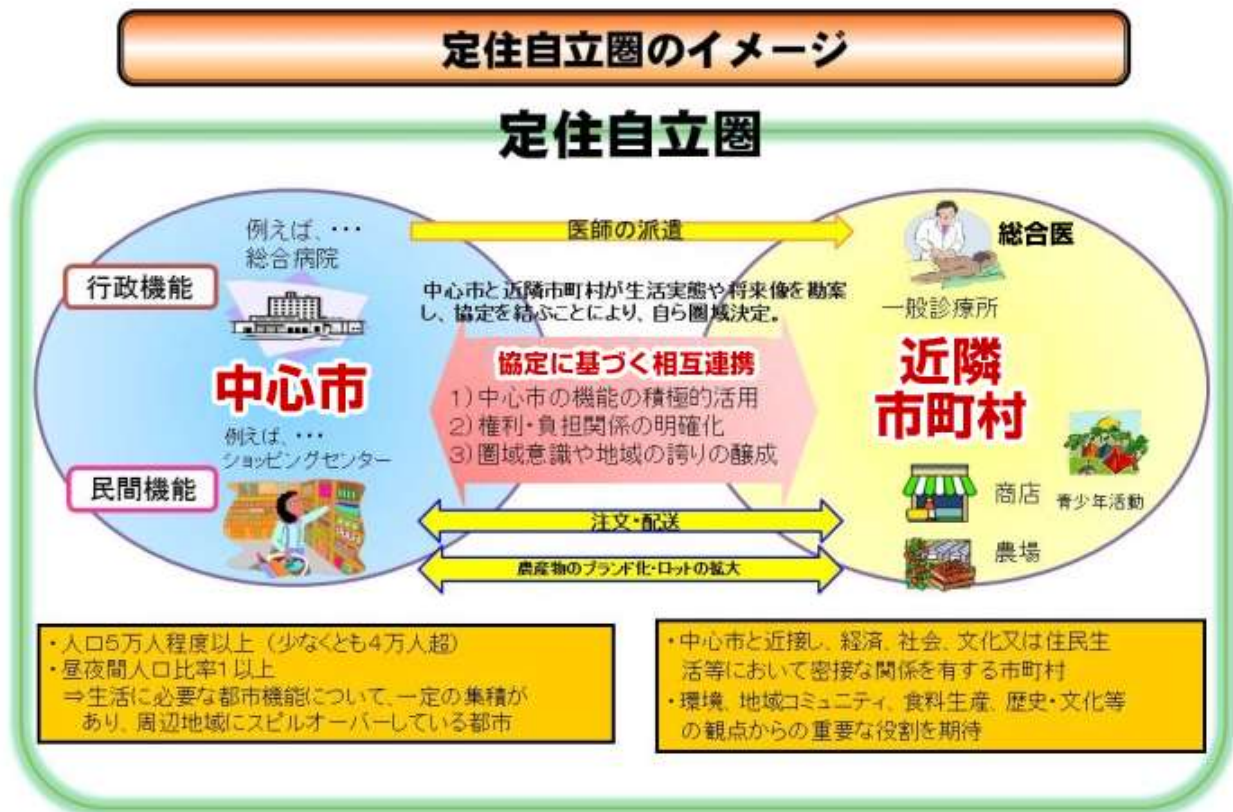 定住自立圏のイメージ
定住自立圏
例えば、・・・
総合病院
行政機能
中心市
例えば、・・・
ショッピングセンター
民間機能
医師の派遣
中心市と近隣市町村が生活実態や将来像を勘案
し、協定を結ぶことにより、自ら圏域決定。
協定に基づく相互連携
1）中心市の機能の積極的活用
2）権利・負担関係の明確化
3）圏域意識や地域の誇りの醸成
注文・配送
農産物のブランド化・ロットの拡大
総合医
一般診療所
近隣
市町村
商店
青少年活動
農場
・人口5万人程度以上（少なくとも4万人超）
・昼夜間人口比率1以上
⇒生活に必要な都市機能について、一定の集積が
あり、周辺地域にスピルオーバーしている都市
・中心市と近接し、経済、社会、文化又は住民生
活等において密接な関係を有する市町村
・環境、地域コミュニティ、食料生産、歴史・文化等
の観点からの重要な役割を期待